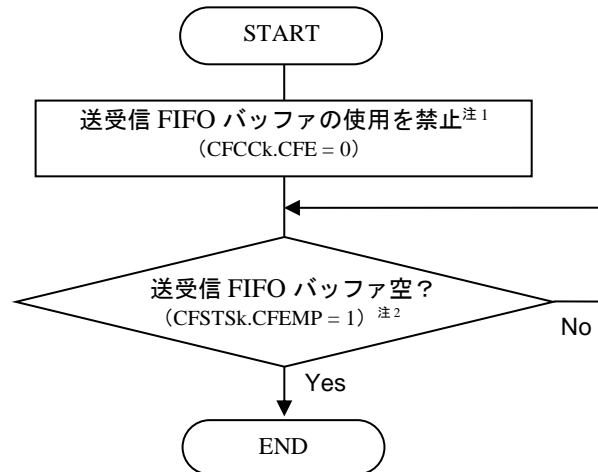 START
送受信 FIFO バッファの使用を禁止注 1
（CFCCk.CFE = 0）
送受信 FIFO バッファ空？
（CFSTSk.CFEMP = 1）注 2
No
Yes
END